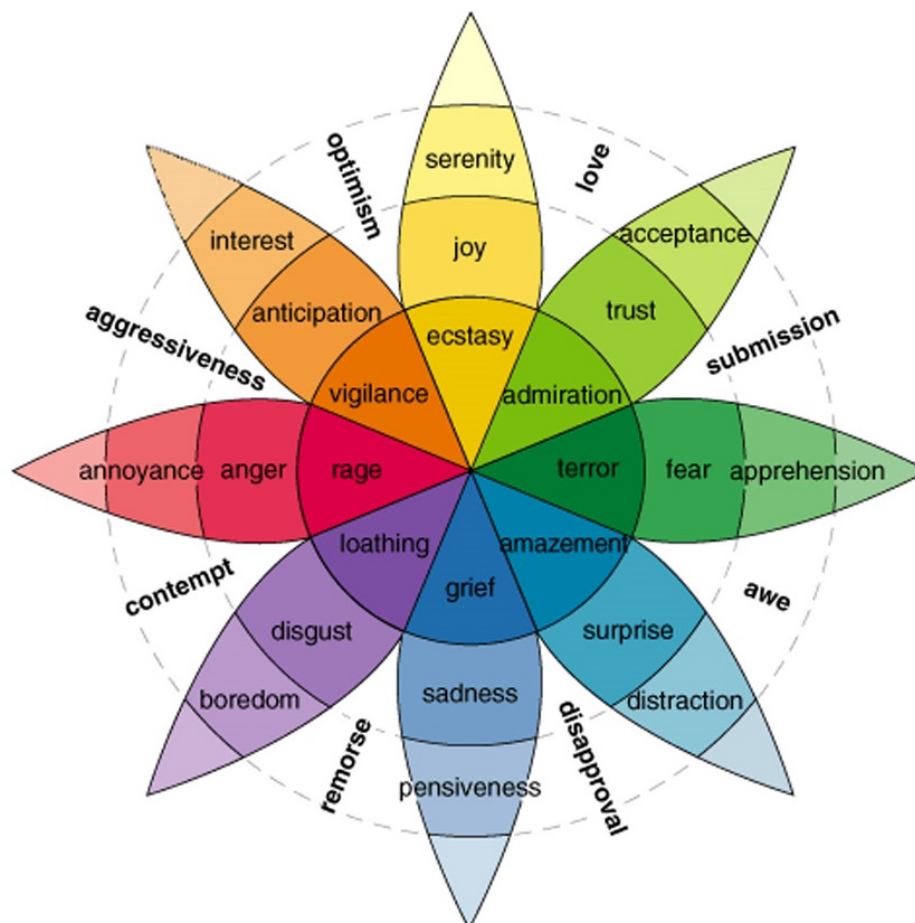 optimism
love
serenity
interest
acceptance
joy
anticipation
trust
aggressiveness
submission
ecstasy
vigilance
admiration
annoyance
anger
rage
terror
fear
apprehension
loathing
amazement
contempt
grief
awe
disgust
surprise
boredom
sadness
distraction
remorse
disapproval
pensiveness